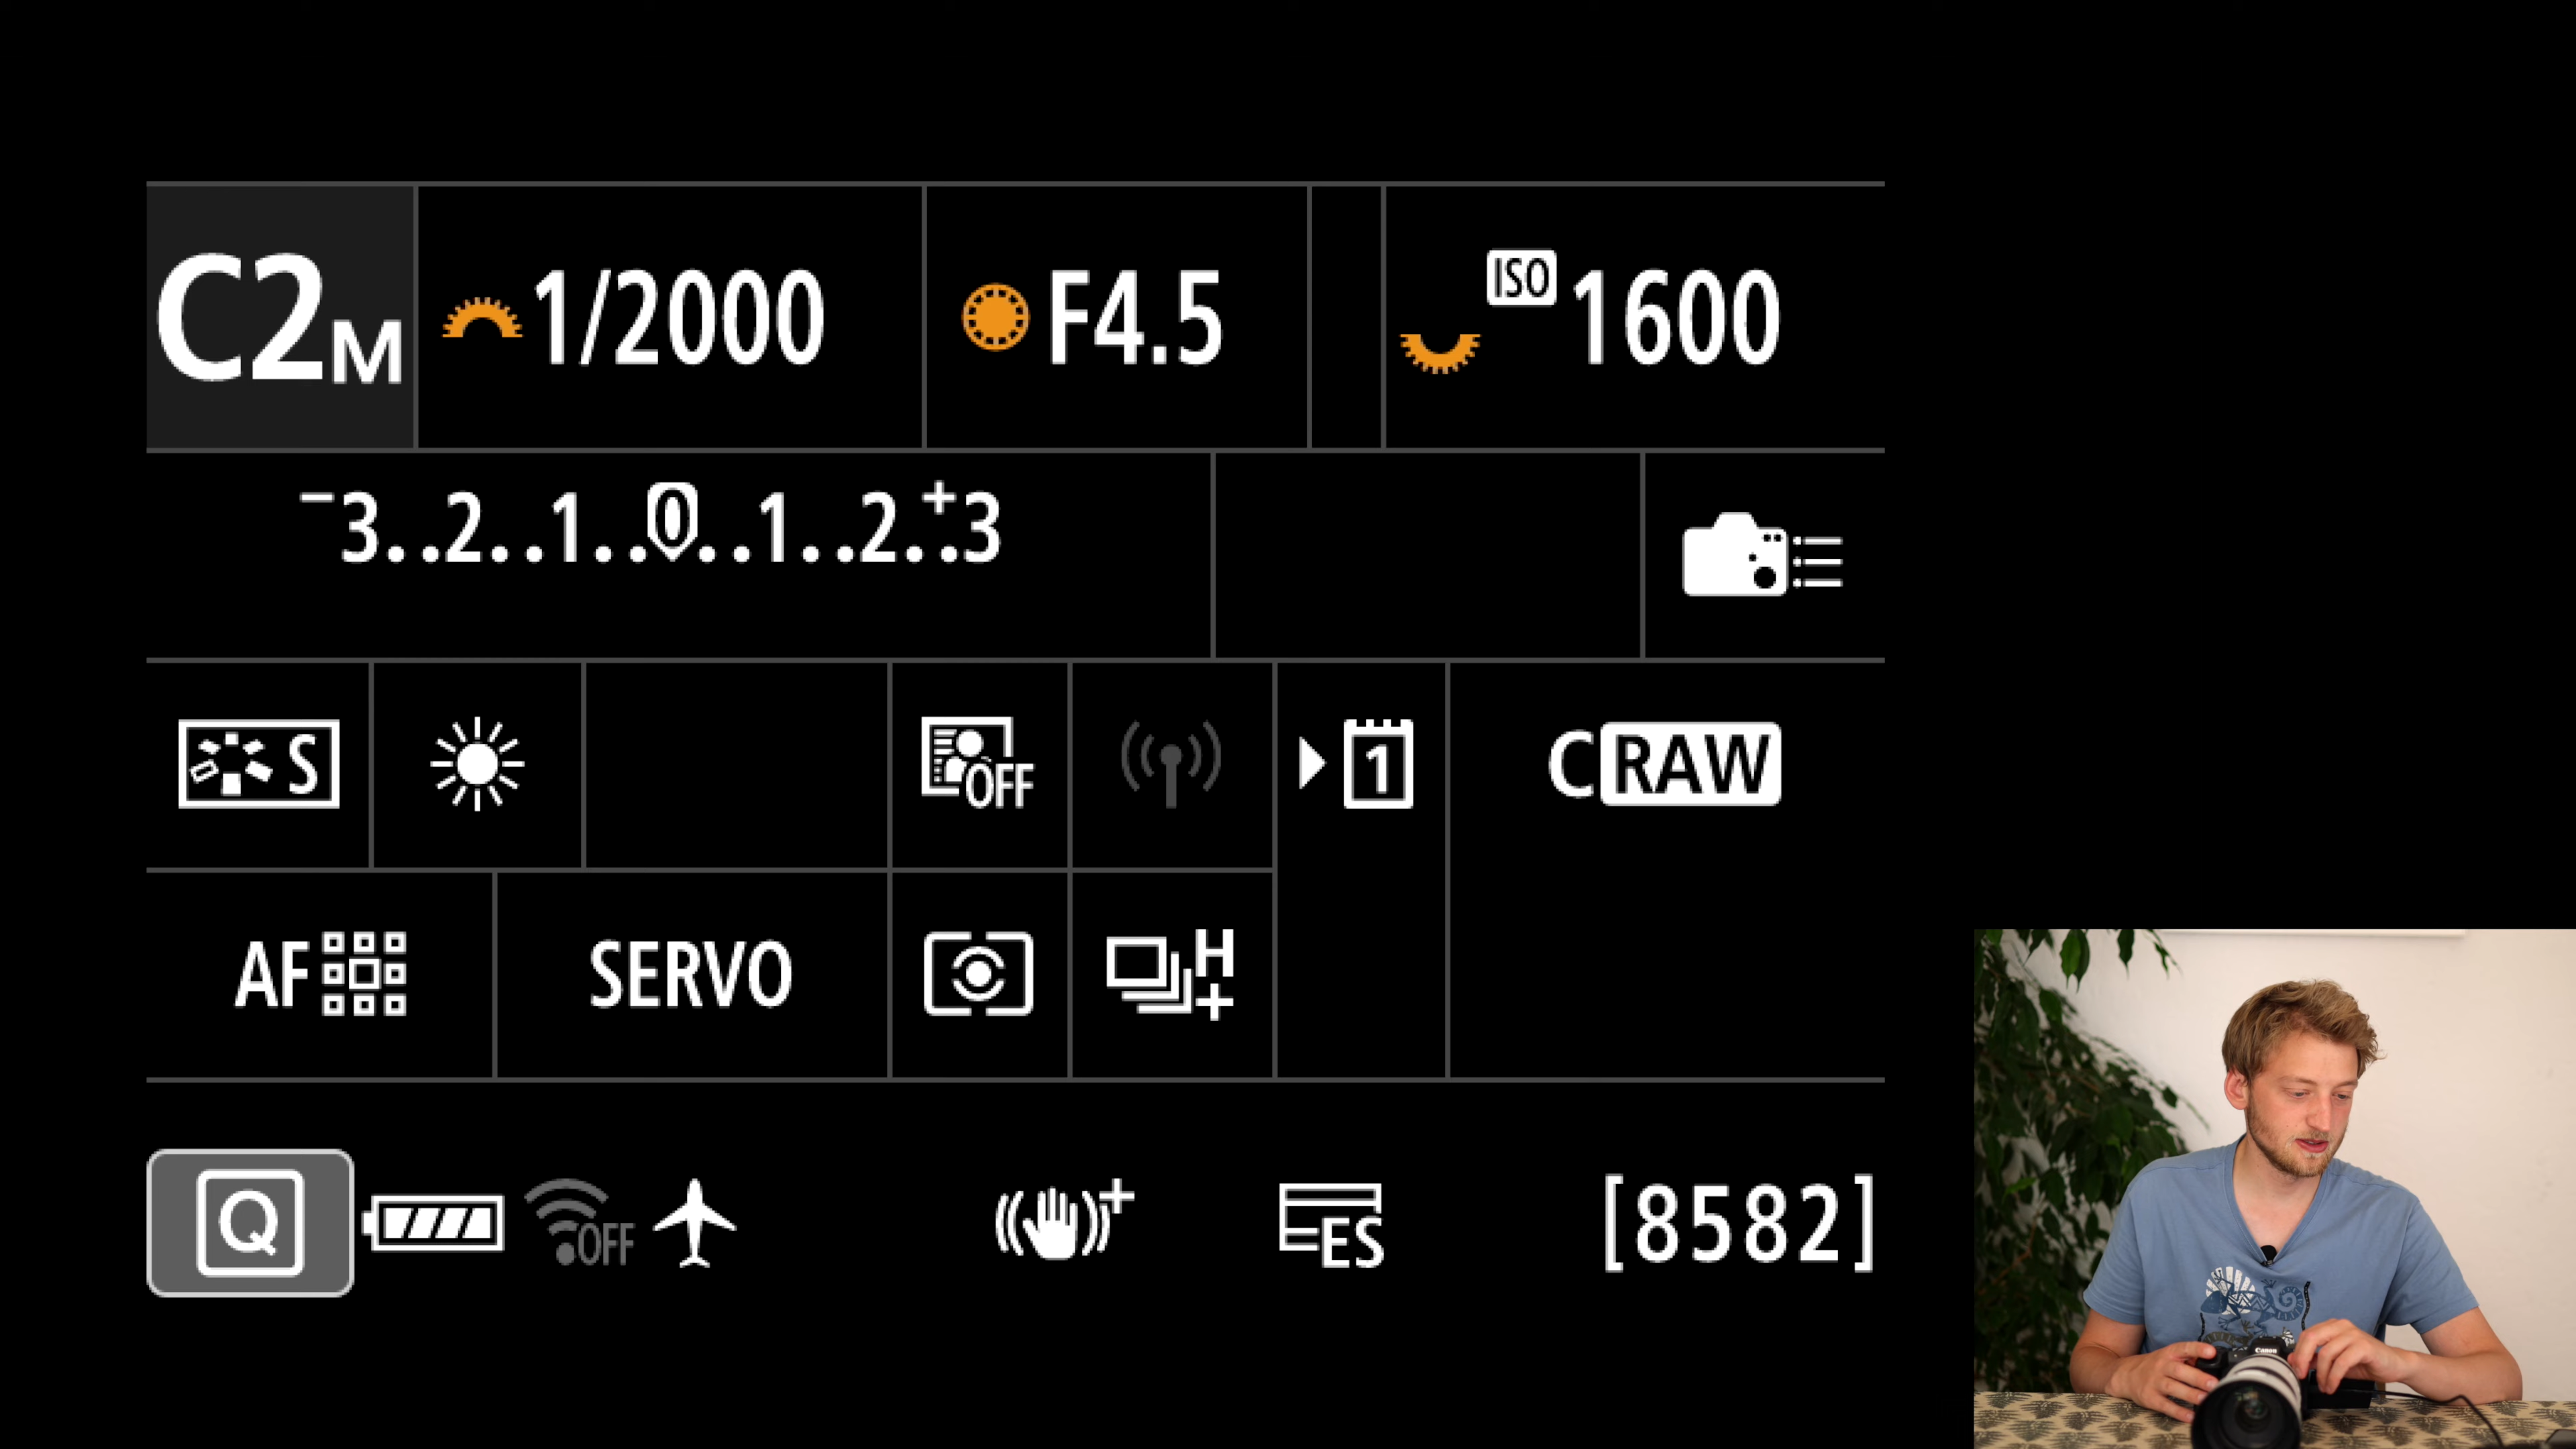 C2M 1/2000 F4.5 ISO 1600
-3..2..1..0..1..2..+3
S OFF 1 CRAW
AF SERVO H+
Q OFF + ES [8582]
Canon